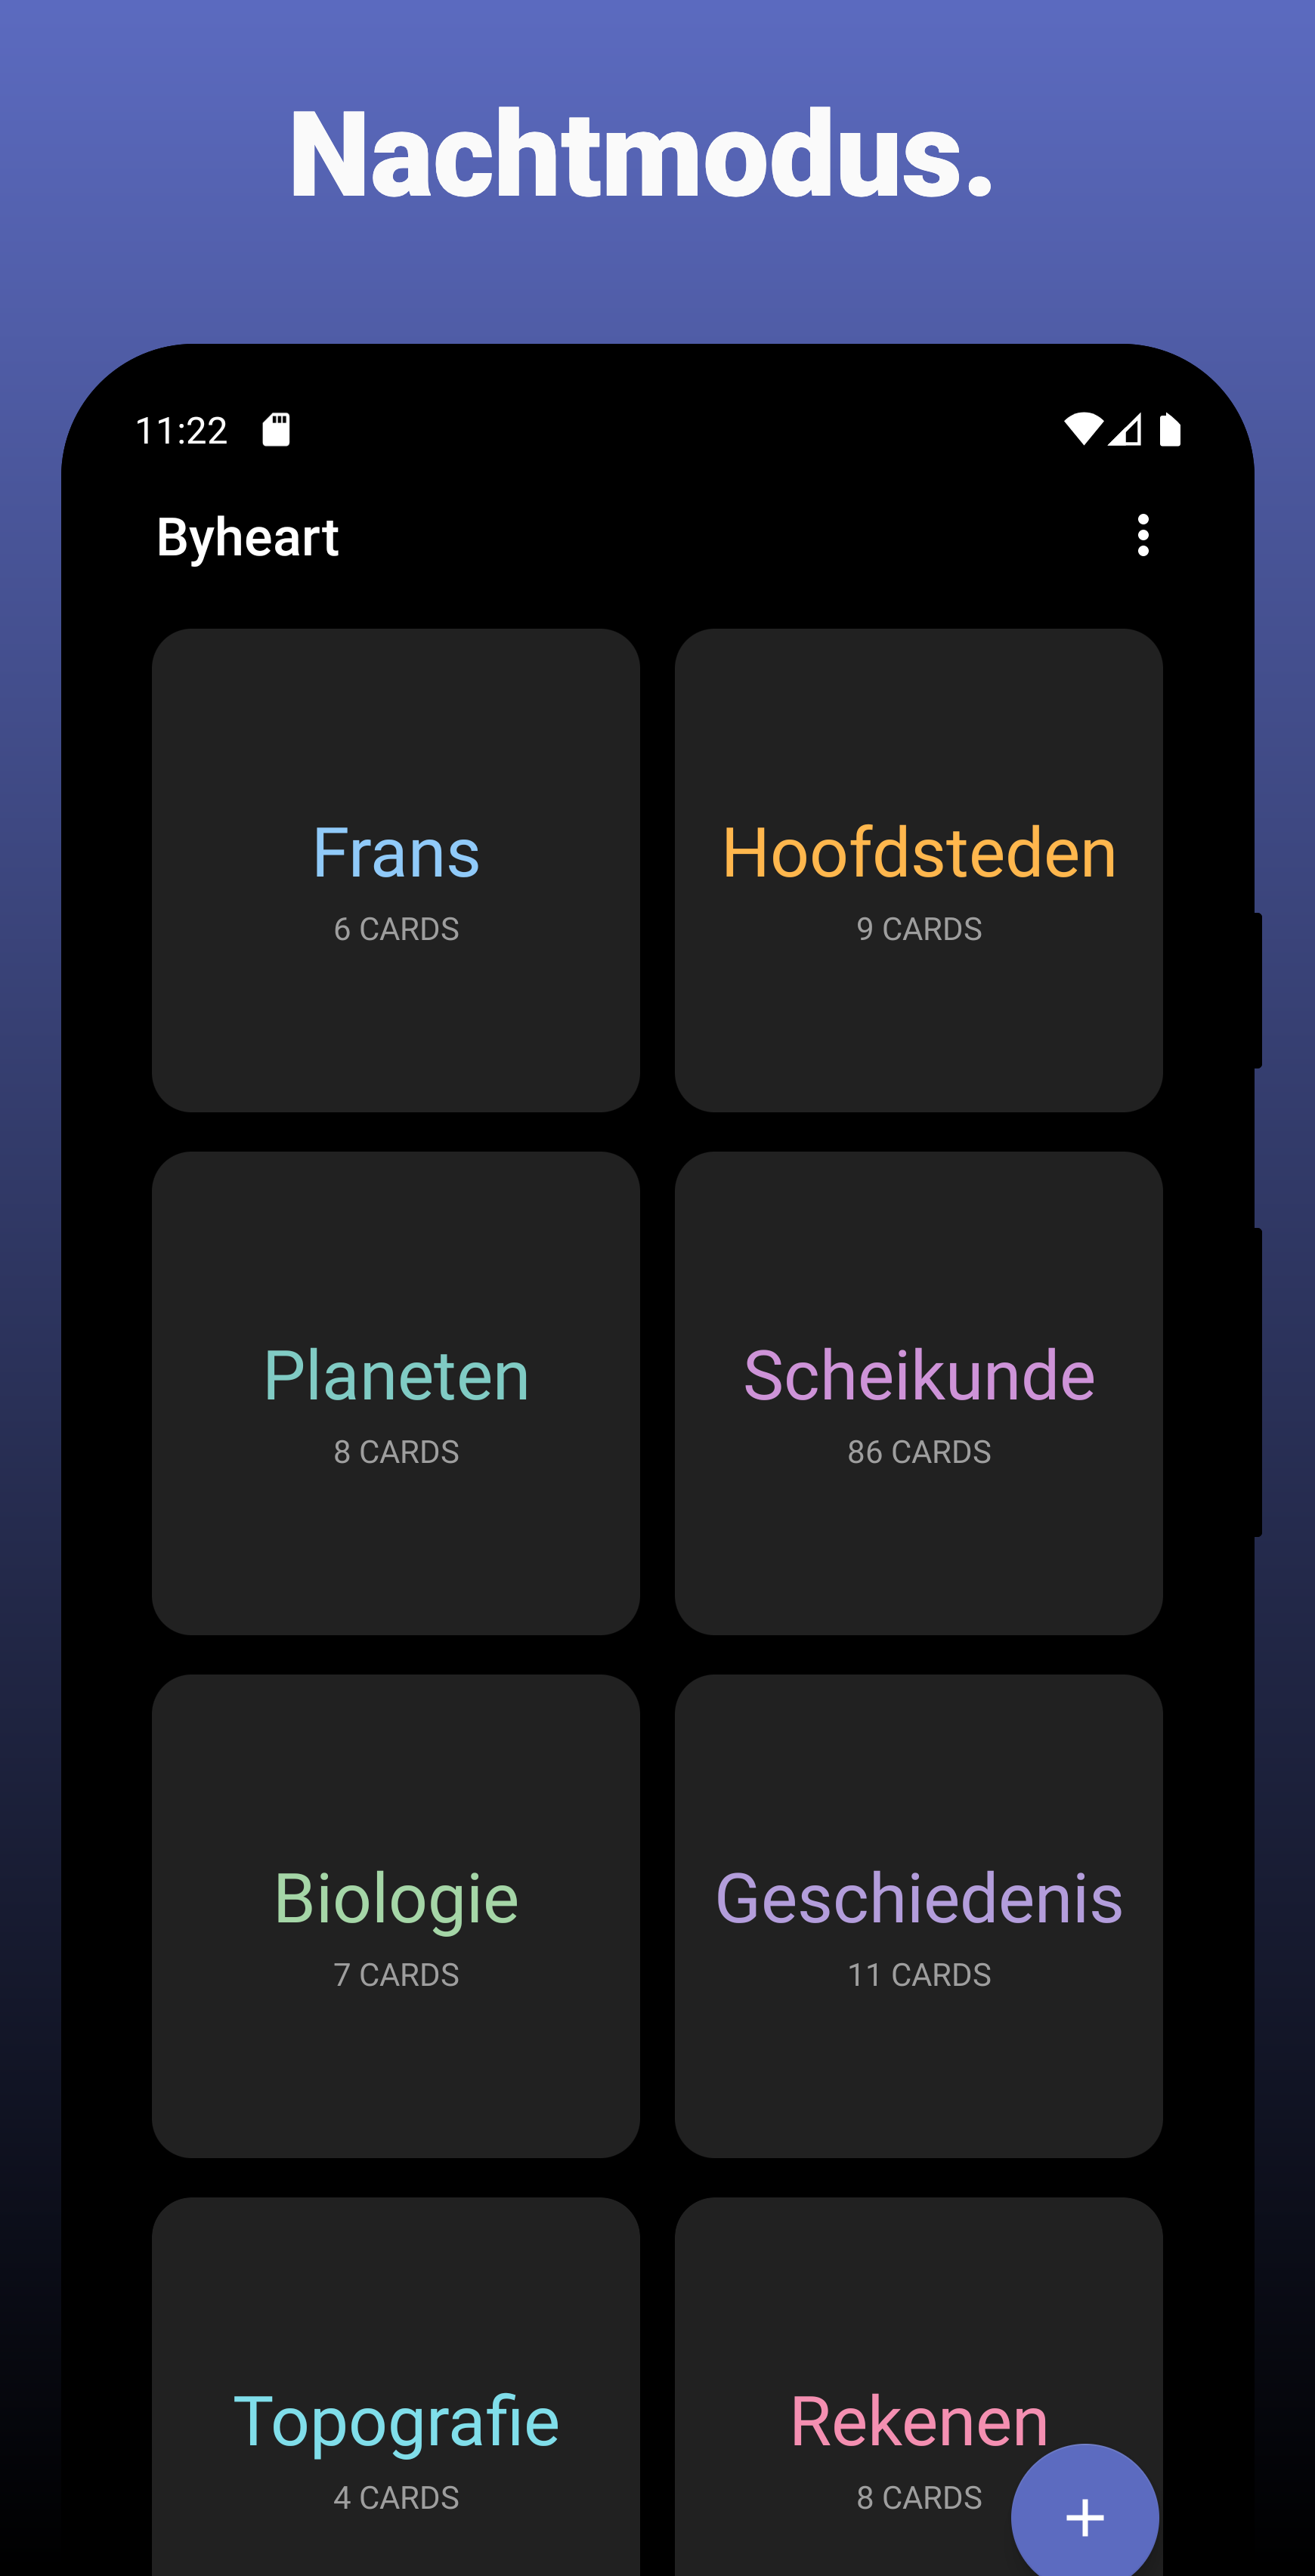 Nachtmodus.
11:22
Byheart
Frans
6 CARDS
Hoofdsteden
9 CARDS
Planeten
8 CARDS
Scheikunde
86 CARDS
Biologie
7 CARDS
Geschiedenis
11 CARDS
Topografie
4 CARDS
Rekenen
8 CARDS
+